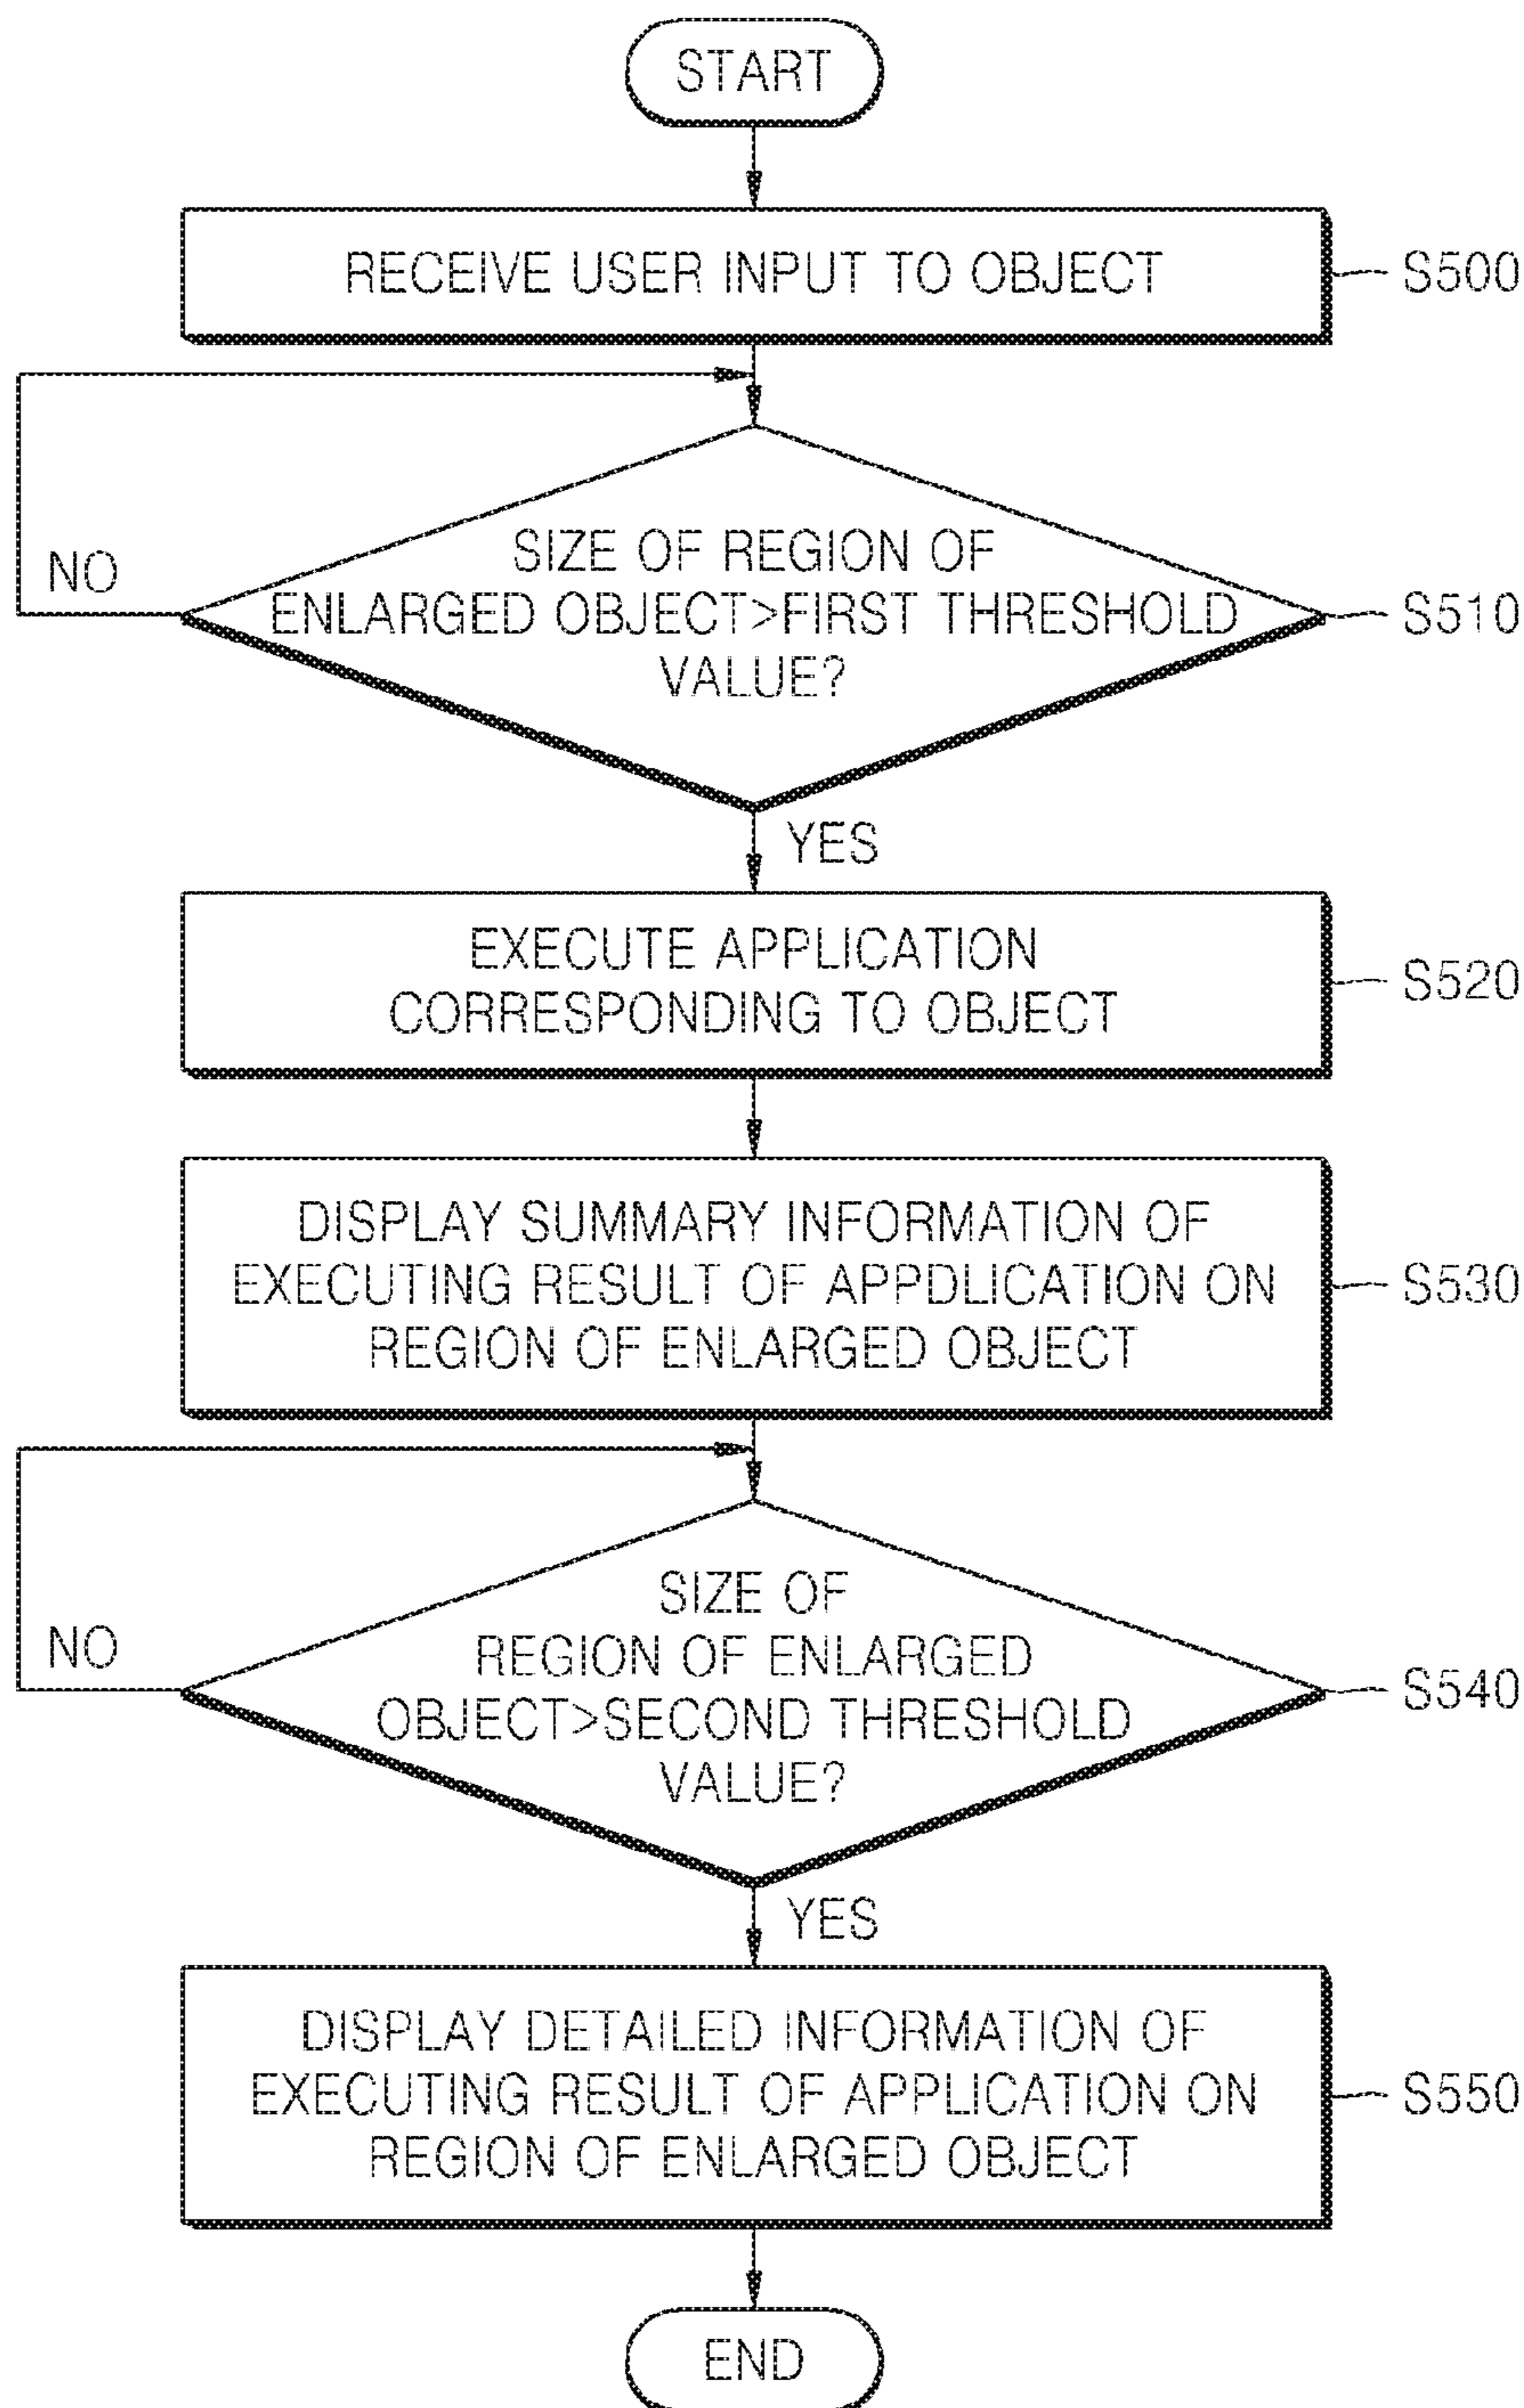 START
RECEIVE USER INPUT TO OBJECT
S500
SIZE OF REGION OF
ENLARGED OBJECT>FIRST THRESHOLD
VALUE?
S510
NO
YES
EXECUTE APPLICATION
CORRESPONDING TO OBJECT
S520
DISPLAY SUMMARY INFORMATION OF
EXECUTING RESULT OF APPDLICATION ON
REGION OF ENLARGED OBJECT
S530
SIZE OF
REGION OF ENLARGED
OBJECT>SECOND THRESHOLD
VALUE?
S540
NO
YES
DISPLAY DETAILED INFORMATION OF
EXECUTING RESULT OF APPLICATION ON
REGION OF ENLARGED OBJECT
S550
END